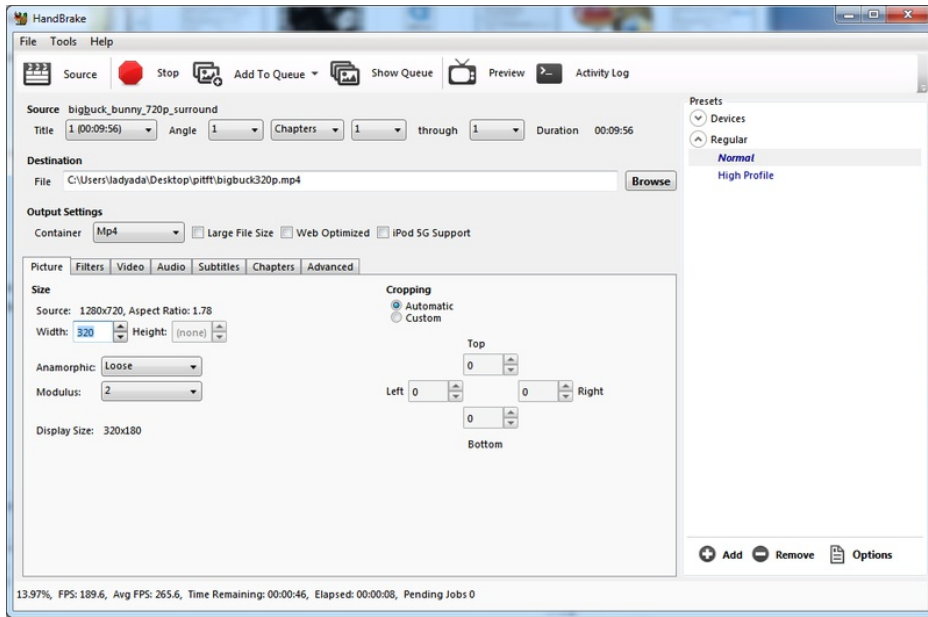 HandBrake
File Tools Help
Source Stop Add To Queue Show Queue Preview Activity Log
Source bigbuck_bunny_720p_surround
Title 1 (00:09:56) Angle 1 Chapters 1 through 1 Duration 00:09:56
Destination
File C:\Users\ladyada\Desktop\pitft\bigbuck320p.mp4 Browse
Output Settings
Container Mp4 Large File Size Web Optimized iPod 5G Support
Picture Filters Video Audio Subtitles Chapters Advanced
Size
Source: 1280x720, Aspect Ratio: 1.78
Width: 320 Height: (none)
Anamorphic: Loose
Modulus: 2
Display Size: 320x180
Cropping
Automatic
Custom
Top
0
Left 0 0 Right
0
Bottom
Presets
Devices
Regular
Normal
High Profile
Add Remove Options
13.97%, FPS: 189.6, Avg FPS: 265.6, Time Remaining: 00:00:46, Elapsed: 00:00:08, Pending Jobs 0